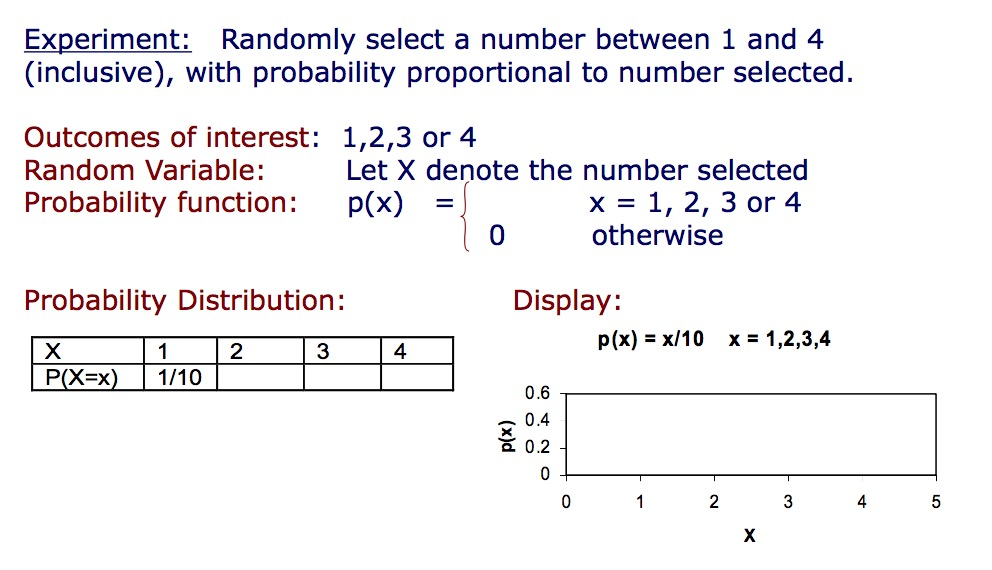 Experiment: Randomly select a number between 1 and 4
(inclusive), with probability proportional to number selected.
Outcomes of interest: 1,2,3 or 4
Random Variable: Let X denote the number selected
Probability function: p(x) = { x = 1, 2, 3 or 4
0 otherwise
Probability Distribution:
X 1 2 3 4
P(X=x) 1/10
Display:
p(x) = x/10 x = 1,2,3,4
p(x)
0.6
0.4
0.2
0
0 1 2 3 4 5
X